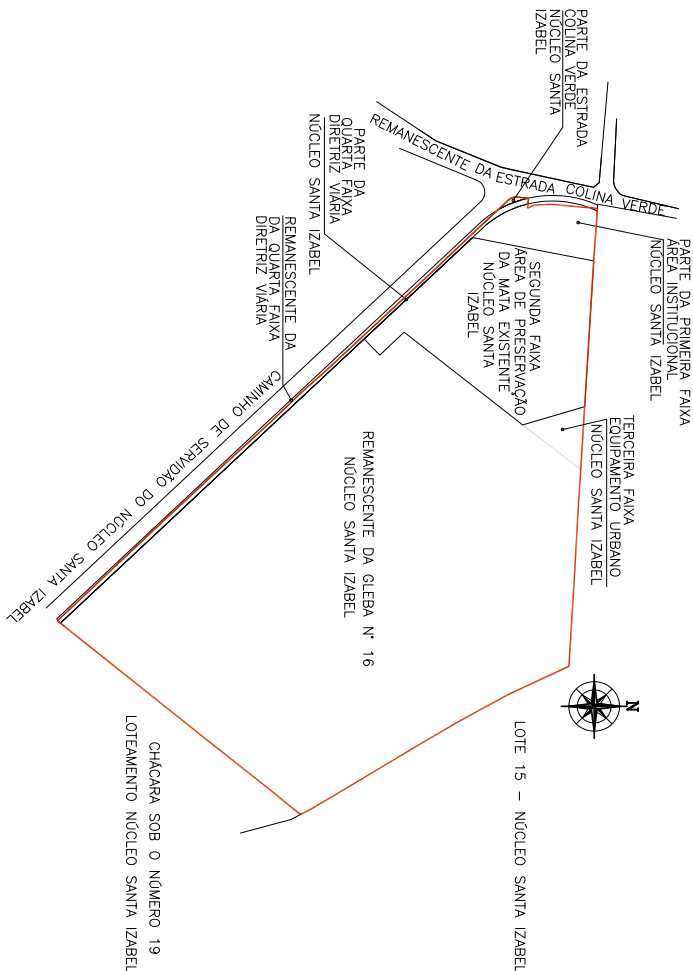 PARTE DA ESTRADA
COLINA VERDE
NÚCLEO SANTA
IZABEL
REMANESCENTE DA ESTRADA COLINA VERDE
PARTE DA PRIMEIRA FAIXA
ÁREA INSTITUCIONAL
NÚCLEO SANTA IZABEL
PARTE DA
QUARTA FAIXA
DIRETRIZ VIÁRIA
NÚCLEO SANTA IZABEL
SEGUNDA FAIXA
ÁREA DE PRESERVAÇÃO
DA MATA EXISTENTE
NÚCLEO SANTA
IZABEL
REMANESCENTE DA
DA QUARTA FAIXA
DIRETRIZ VIÁRIA
TERCEIRA FAIXA
EQUIPAMENTO URBANO
NÚCLEO SANTA IZABEL
CAMINHO DE SERVIDÃO DO NÚCLEO SANTA IZABEL
REMANESCENTE DA GLEBA N° 16
NÚCLEO SANTA IZABEL
N
LOTE 15 – NÚCLEO SANTA IZABEL
CHÁCARA SOB O NÚMERO 19
LOTEAMENTO NÚCLEO SANTA IZABEL